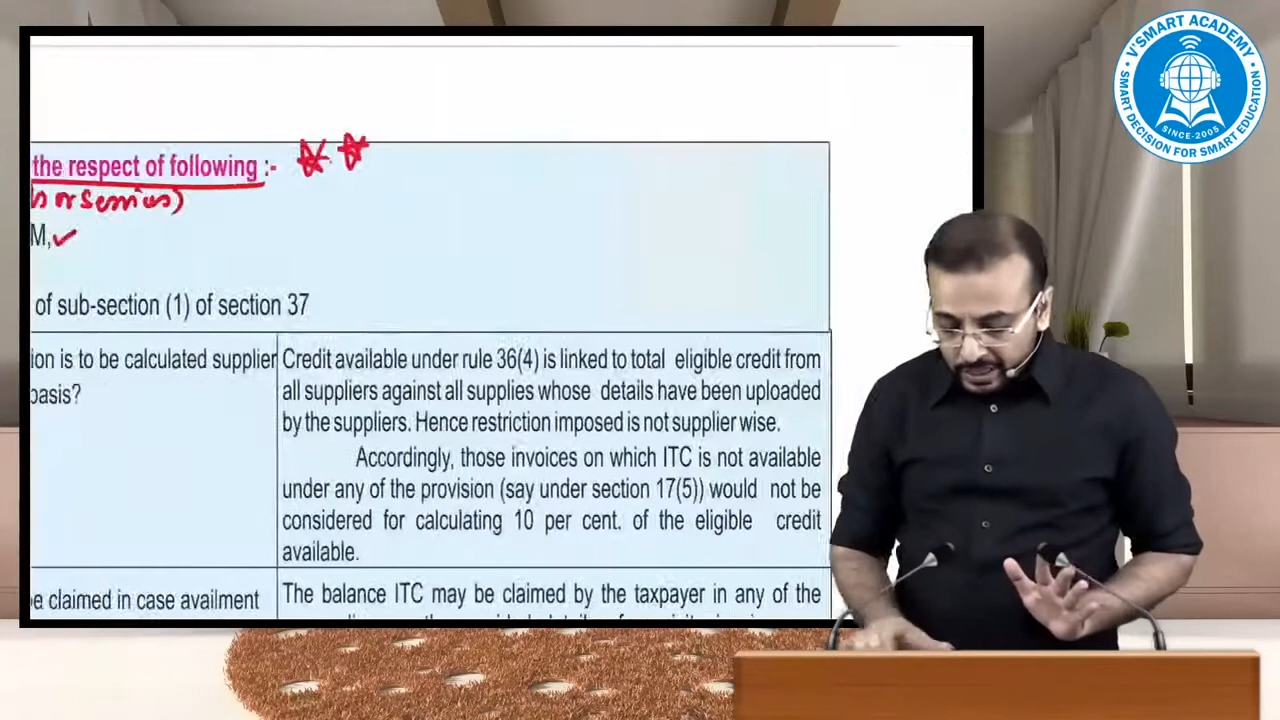 the respect of following :-
or services)
M,
of sub-section (1) of section 37
ion is to be calculated supplier
basis?
Credit available under rule 36(4) is linked to total eligible credit from
all suppliers against all supplies whose details have been uploaded
by the suppliers. Hence restriction imposed is not supplier wise.
Accordingly, those invoices on which ITC is not available
under any of the provision (say under section 17(5)) would not be
considered for calculating 10 per cent. of the eligible credit
available.
be claimed in case availment
The balance ITC may be claimed by the taxpayer in any of the
V'SMART ACADEMY
SINCE-2005
SMART DECISION FOR SMART EDUCATION